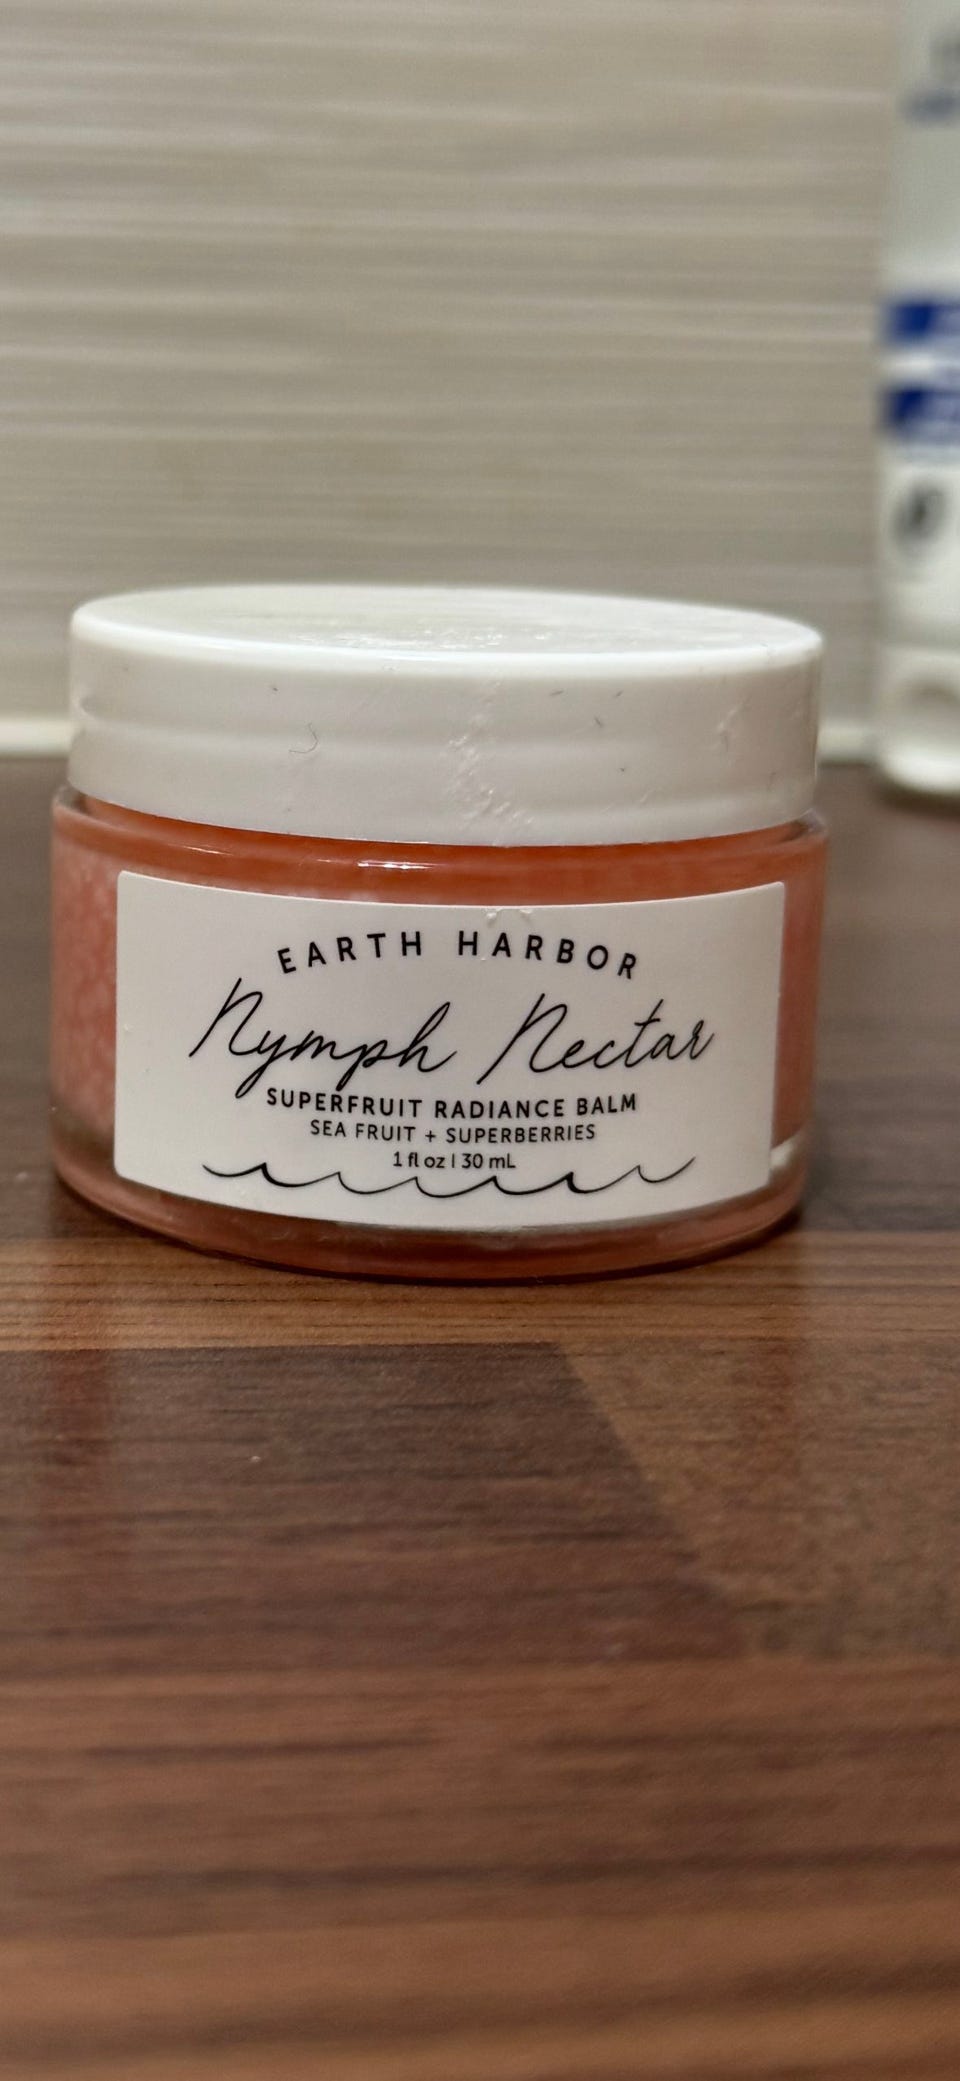 EARTH HARBOR
Nymph Nectar
SUPERFRUIT RADIANCE BALM
SEA FRUIT + SUPERBERRIES
1 fl oz | 30 mL